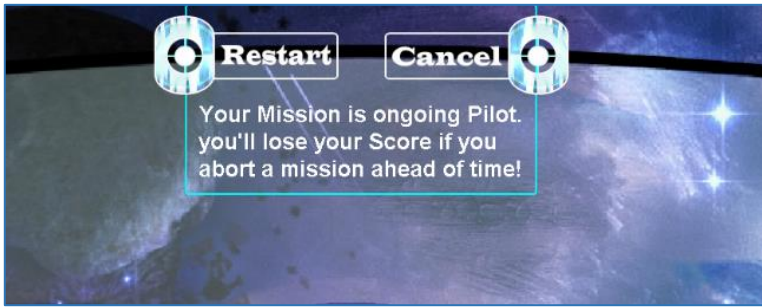 Restart Cancel
Your Mission is ongoing Pilot.
you'll lose your Score if you
abort a mission ahead of time!